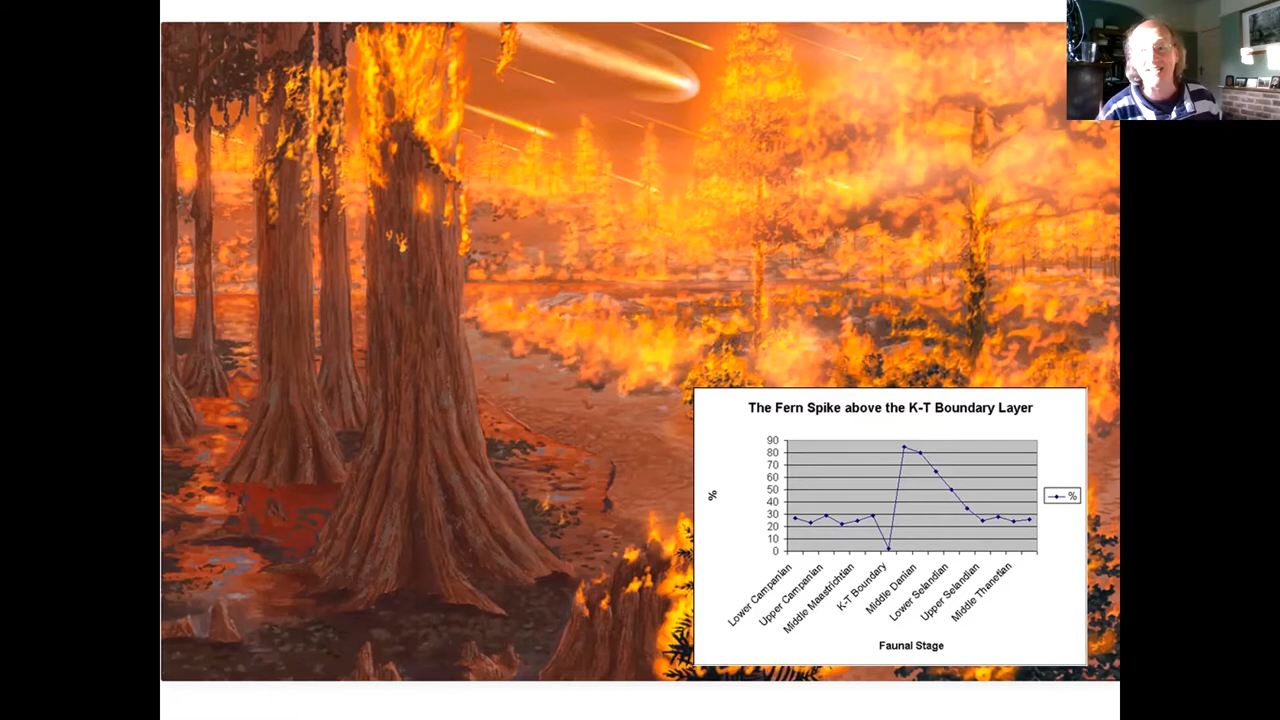 The Fern Spike above the K-T Boundary Layer
90
80
70
60
50
40
30
20
10
0
%
%
Lower Campanian
Upper Campanian
Middle Maastrichtian
K-T Boundary
Middle Danian
Lower Selandian
Upper Selandian
Middle Thanetian
Faunal Stage